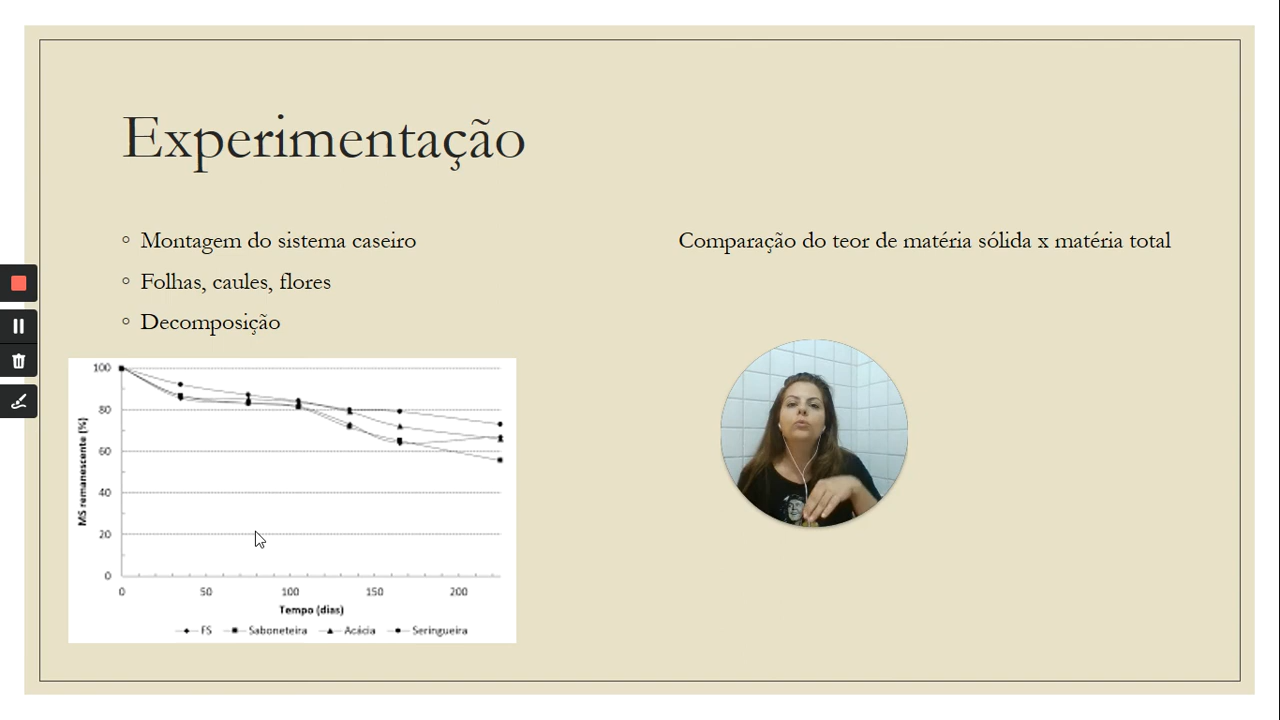 Experimentação
Montagem do sistema caseiro
Folhas, caules, flores
Decomposição
Comparação do teor de matéria sólida x matéria total
100
80
60
40
20
0
MS remanescente (%)
0 50 100 150 200
Tempo (dias)
FS Saboneteira Acácia Seringueira